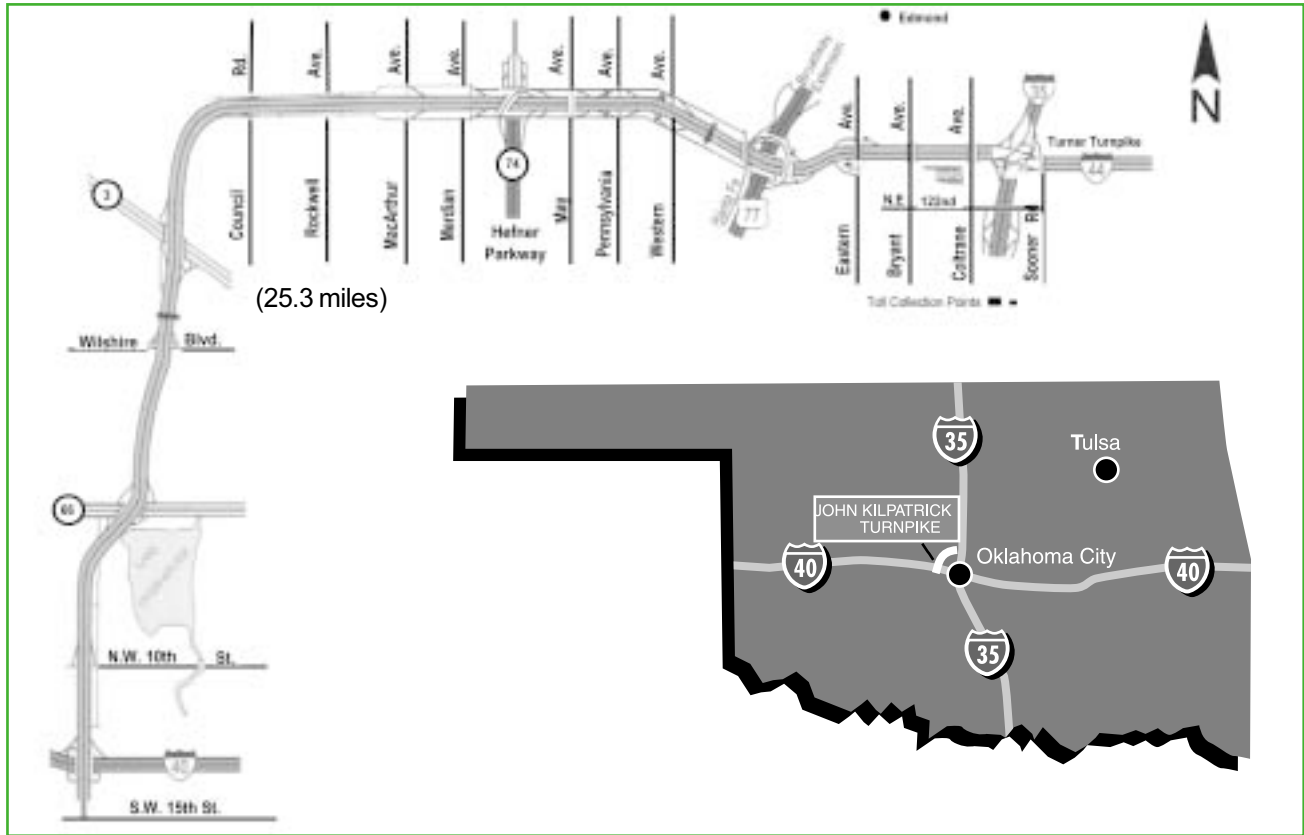 Edmond
N
Council
Rd.
Rockwell
Ave.
MacArthur
Ave.
Meridian
Ave.
74
Hefner
Parkway
May
Ave.
Pennsylvania
Ave.
Western
Ave.
Broadway
Extension
77
Eastern
Ave.
Bryant
Ave.
Coltrane
Ave.
35
Turner Turnpike
44
N.E. 122nd
Sooner Rd.
Toll Collection Points
3
(25.3 miles)
Wilshire Blvd.
66
N.W. 10th St.
40
S.W. 15th St.
35
Tulsa
JOHN KILPATRICK
TURNPIKE
Oklahoma City
40
40
35